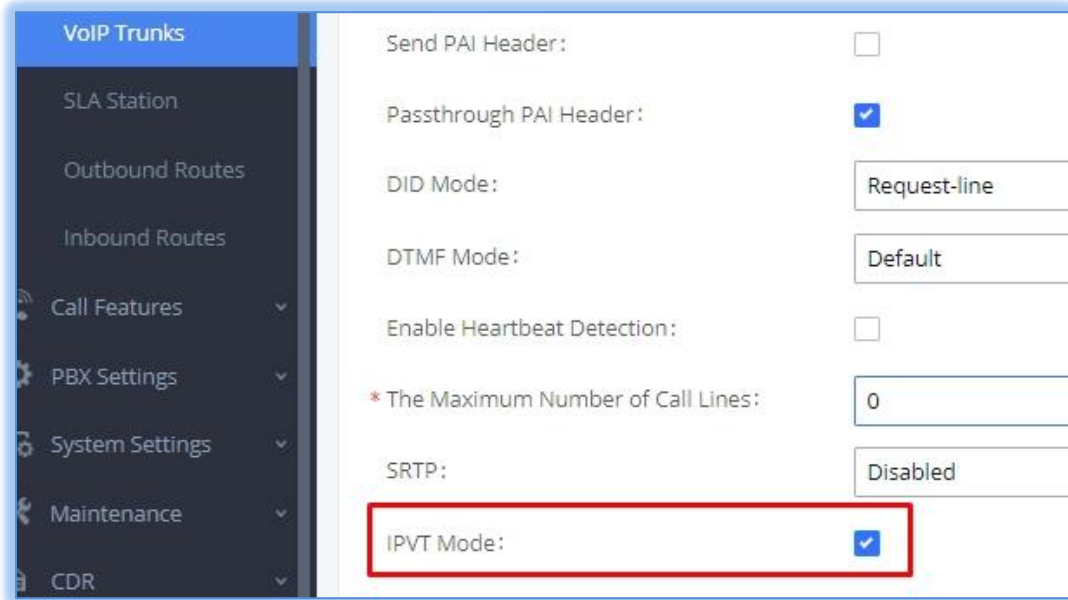 VoIP Trunks
SLA Station
Outbound Routes
Inbound Routes
Call Features
PBX Settings
System Settings
Maintenance
CDR
Send PAI Header:
Passthrough PAI Header:
DID Mode: Request-line
DTMF Mode: Default
Enable Heartbeat Detection:
* The Maximum Number of Call Lines: 0
SRTP: Disabled
IPVT Mode: